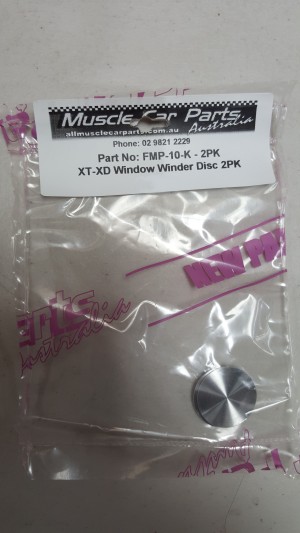 Muscle Car Parts
Australia
allmusclecarparts.com.au
Phone: 02 9821 2229
Part No: FMP-10-K - 2PK
XT-XD Window Winder Disc 2PK
Australia